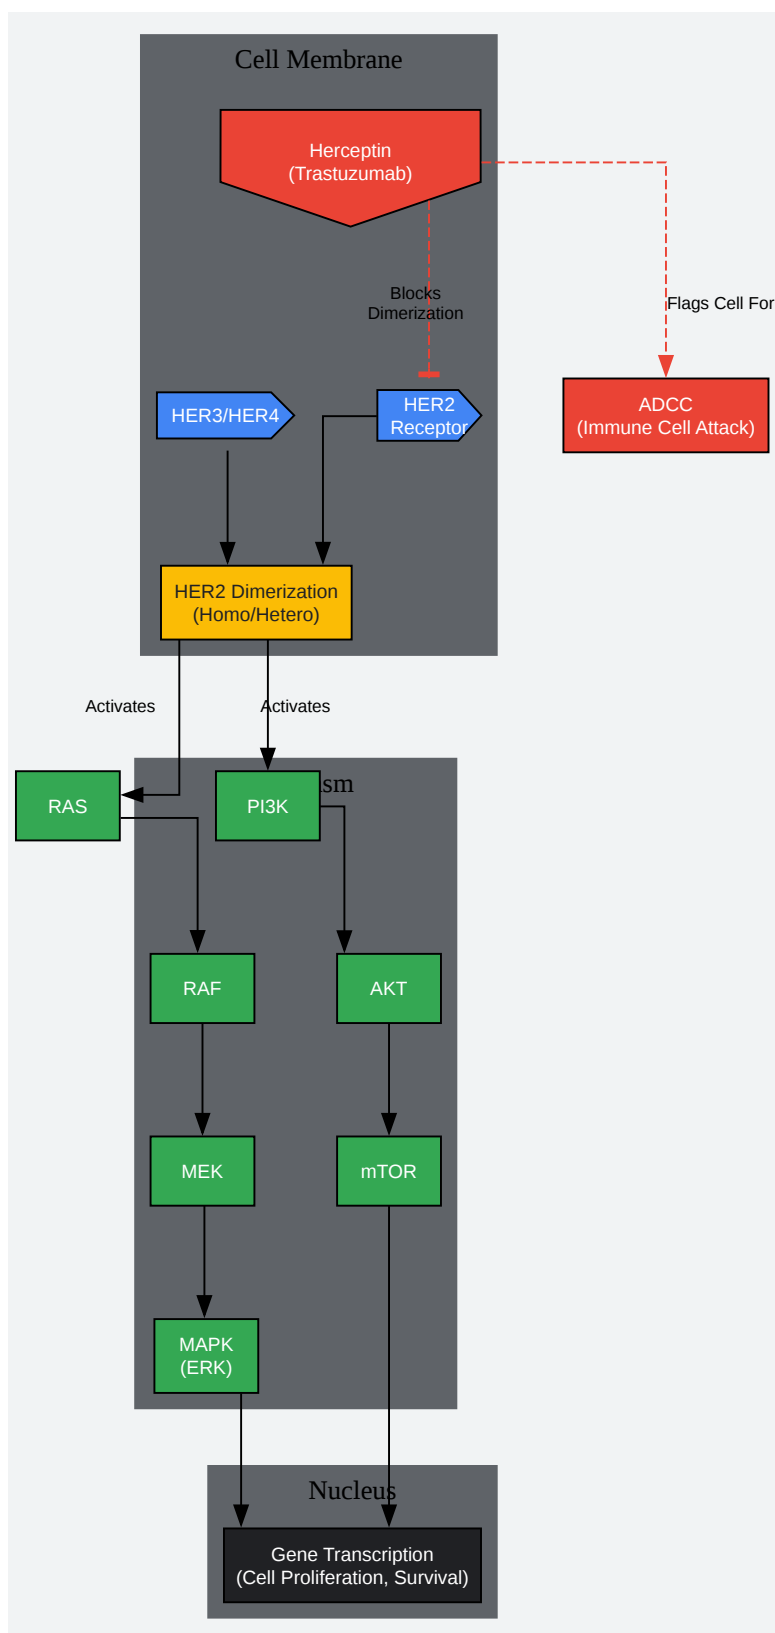 Cell Membrane
Herceptin
(Trastuzumab)
Blocks
Dimerization
Flags Cell For
HER3/HER4
HER2
Receptor
ADCC
(Immune Cell Attack)
HER2 Dimerization
(Homo/Hetero)
Activates
Activates
RAS
PI3K
sm
RAF
AKT
MEK
mTOR
MAPK
(ERK)
Nucleus
Gene Transcription
(Cell Proliferation, Survival)